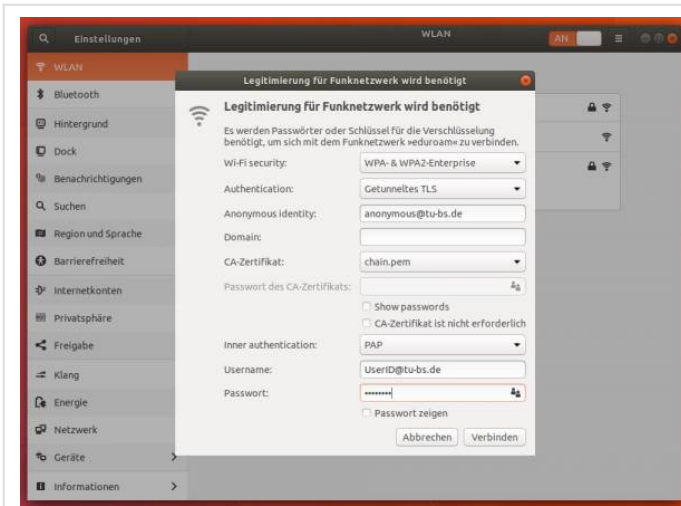 Einstellungen
WLAN
AN
WLAN
Bluetooth
Hintergrund
Dock
Benachrichtigungen
Suchen
Region und Sprache
Barrierefreiheit
Internetkonten
Privatsphäre
Freigabe
Klang
Energie
Netzwerk
Geräte
Informationen
Legitimierung für Funknetzwerk wird benötigt
Legitimierung für Funknetzwerk wird benötigt
Es werden Passwörter oder Schlüssel für die Verschlüsselung
benötigt, um sich mit dem Funknetzwerk »eduroam« zu verbinden.
Wi-Fi security: WPA- & WPA2-Enterprise
Authentication: Getunneltes TLS
Anonymous identity: anonymous@tu-bs.de
Domain:
CA-Zertifikat: chain.pem
Passwort des CA-Zertifikats:
Show passwords
CA-Zertifikat ist nicht erforderlich
Inner authentication: PAP
Username: UserID@tu-bs.de
Passwort: ••••••••
Passwort zeigen
Abbrechen Verbinden